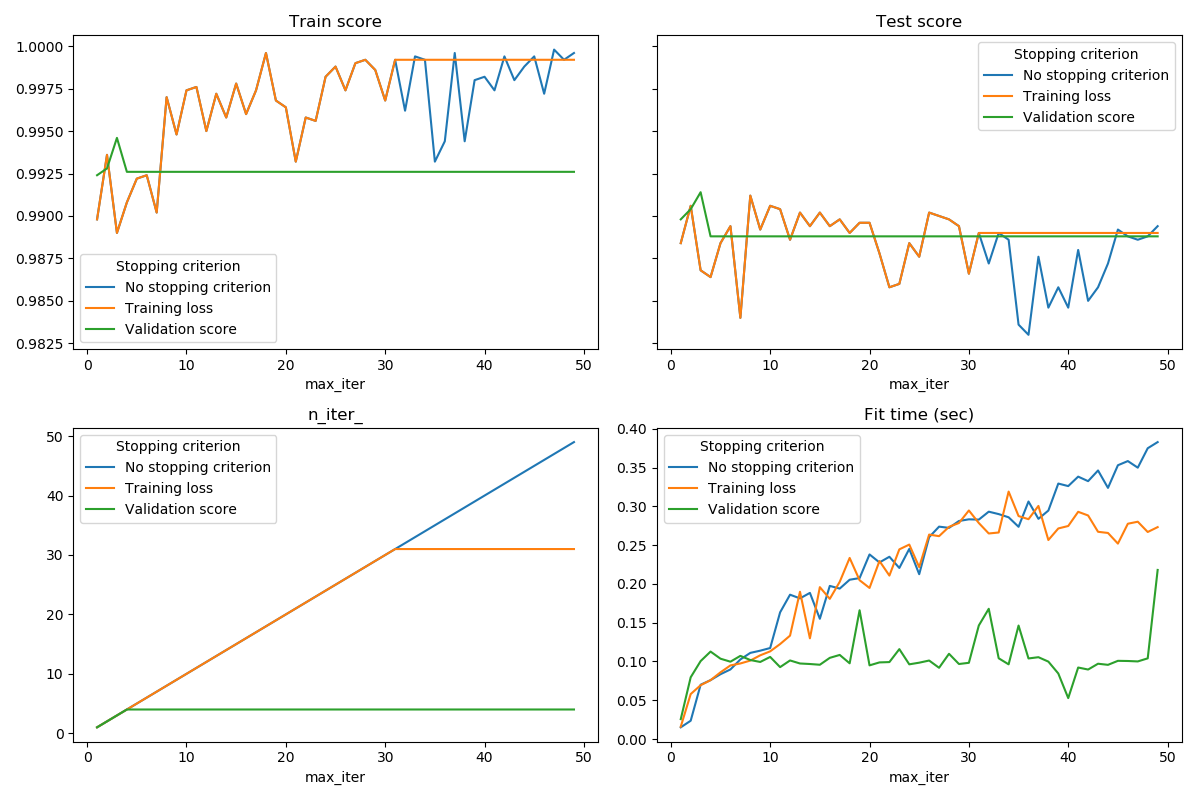 Train score
1.0000
0.9975
0.9950
0.9925
0.9900
0.9875
0.9850
0.9825
Stopping criterion
No stopping criterion
Training loss
Validation score
0 10 20 30 40 50
max_iter
Test score
Stopping criterion
No stopping criterion
Training loss
Validation score
0 10 20 30 40 50
max_iter
n_iter_
50
40
30
20
10
0
Stopping criterion
No stopping criterion
Training loss
Validation score
0 10 20 30 40 50
max_iter
Fit time (sec)
0.40
0.35
0.30
0.25
0.20
0.15
0.10
0.05
0.00
Stopping criterion
No stopping criterion
Training loss
Validation score
0 10 20 30 40 50
max_iter